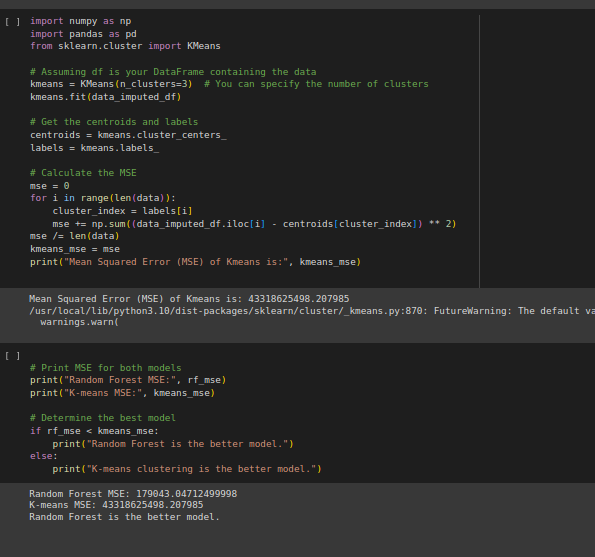 [ ] import numpy as np
import pandas as pd
from sklearn.cluster import KMeans
# Assuming df is your DataFrame containing the data
kmeans = KMeans(n_clusters=3)  # You can specify the number of clusters
kmeans.fit(data_imputed_df)
# Get the centroids and labels
centroids = kmeans.cluster_centers_
labels = kmeans.labels_
# Calculate the MSE
mse = 0
for i in range(len(data)):
    cluster_index = labels[i]
    mse += np.sum((data_imputed_df.iloc[i] - centroids[cluster_index]) ** 2)
mse /= len(data)
kmeans_mse = mse
print("Mean Squared Error (MSE) of Kmeans is:", kmeans_mse)
Mean Squared Error (MSE) of Kmeans is: 43318625498.207985
/usr/local/lib/python3.10/dist-packages/sklearn/cluster/_kmeans.py:870: FutureWarning: The default va
  warnings.warn(
[ ]
# Print MSE for both models
print("Random Forest MSE:", rf_mse)
print("K-means MSE:", kmeans_mse)
# Determine the best model
if rf_mse < kmeans_mse:
    print("Random Forest is the better model.")
else:
    print("K-means clustering is the better model.")
Random Forest MSE: 179043.04712499998
K-means MSE: 43318625498.207985
Random Forest is the better model.